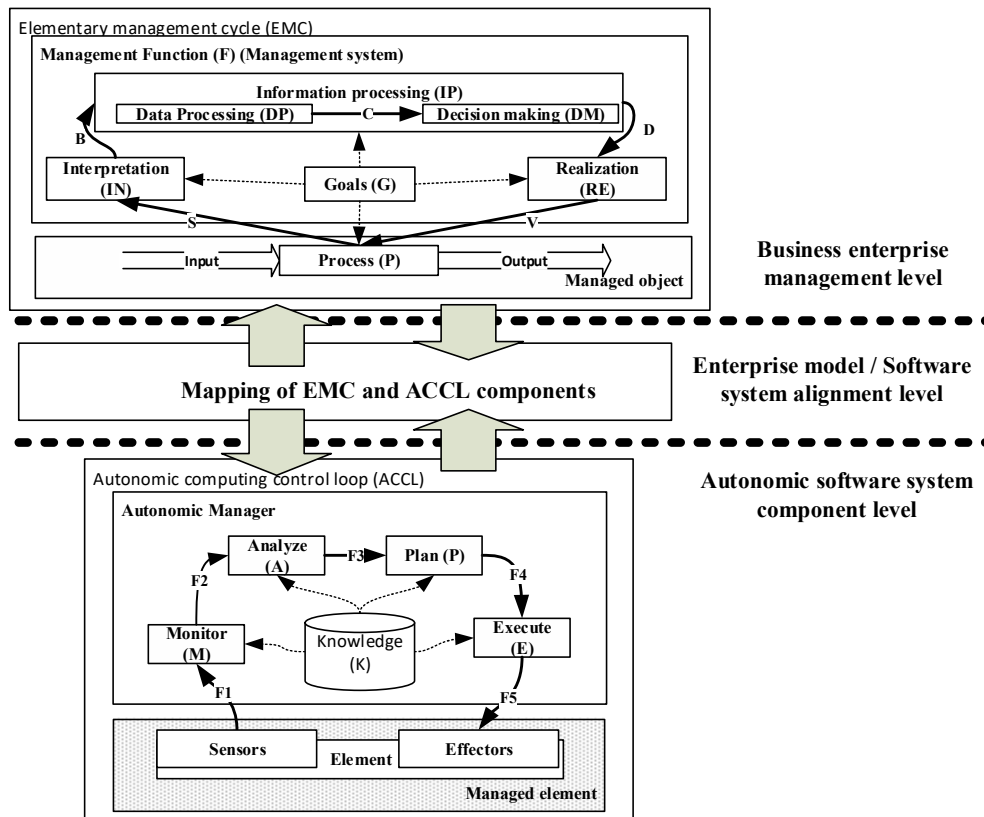 Elementary management cycle (EMC)
Management Function (F) (Management system)
Information processing (IP)
Data Processing (DP)
C
Decision making (DM)
B
D
Interpretation
(IN)
Goals (G)
Realization
(RE)
S
V
Input
Process (P)
Output
Managed object
Business enterprise
management level
Mapping of EMC and ACCL components
Enterprise model / Software
system alignment level
Autonomic software system
component level
Autonomic computing control loop (ACCL)
Autonomic Manager
Analyze
(A)
F3
Plan (P)
F2
F4
Monitor
(M)
Knowledge
(K)
Execute
(E)
F1
F5
Sensors
Element
Effectors
Managed element